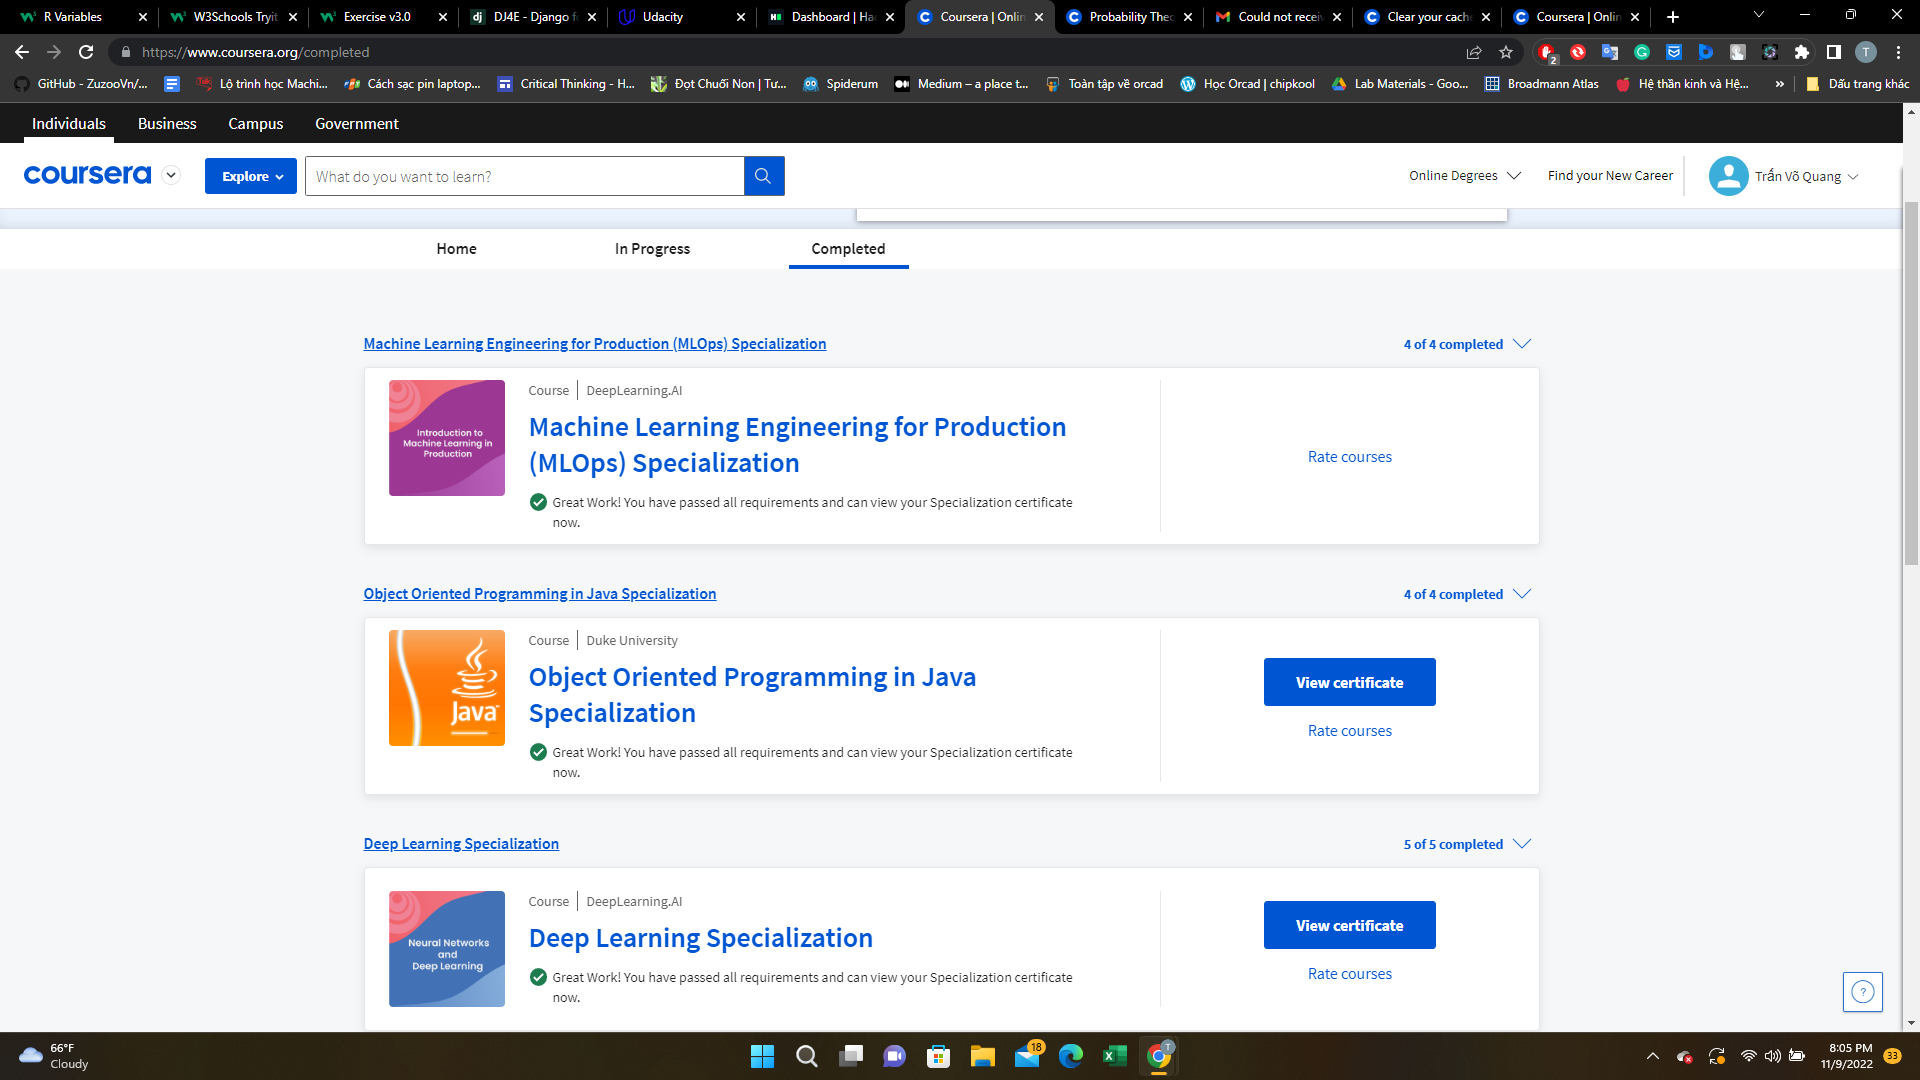 R Variables
W3Schools Tryit
Exercise v3.0
DJ4E - Django fo
Udacity
Dashboard | Hac
Coursera | Onlin
Probability Theo
Could not receiv
Clear your cache
Coursera | Onlin
https://www.coursera.org/completed
2
T
GitHub - ZuzooVn/...
Lộ trình học Machi...
Cách sạc pin laptop...
Critical Thinking - H...
Đọt Chuối Non | Tư...
Spiderum
Medium – a place t...
Toàn tập về orcad
Học Orcad | chipkool
Lab Materials - Goo...
Broadmann Atlas
Hệ thần kinh và Hệ...
»
Dấu trang khác
Individuals
Business
Campus
Government
coursera
Explore
What do you want to learn?
Online Degrees
Find your New Career
Trấn Võ Quang
Home
In Progress
Completed
Machine Learning Engineering for Production (MLOps) Specialization
4 of 4 completed
Introduction to
Machine Learning in
Production
Course | DeepLearning.AI
Machine Learning Engineering for Production
(MLOps) Specialization
Great Work! You have passed all requirements and can view your Specialization certificate
now.
Rate courses
Object Oriented Programming in Java Specialization
4 of 4 completed
Java
Course | Duke University
Object Oriented Programming in Java
Specialization
Great Work! You have passed all requirements and can view your Specialization certificate
now.
View certificate
Rate courses
Deep Learning Specialization
5 of 5 completed
Neural Networks
and
Deep Learning
Course | DeepLearning.AI
Deep Learning Specialization
Great Work! You have passed all requirements and can view your Specialization certificate
now.
View certificate
Rate courses
?
66°F
Cloudy
18
T
8:05 PM
11/9/2022
33